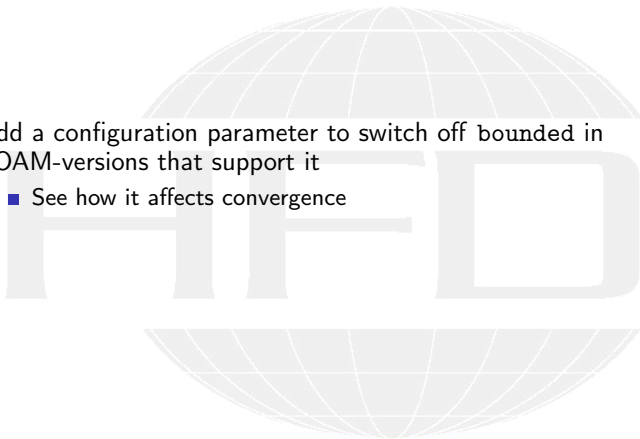 dd a configuration parameter to switch off bounded in
OAM-versions that support it
See how it affects convergence
HFD